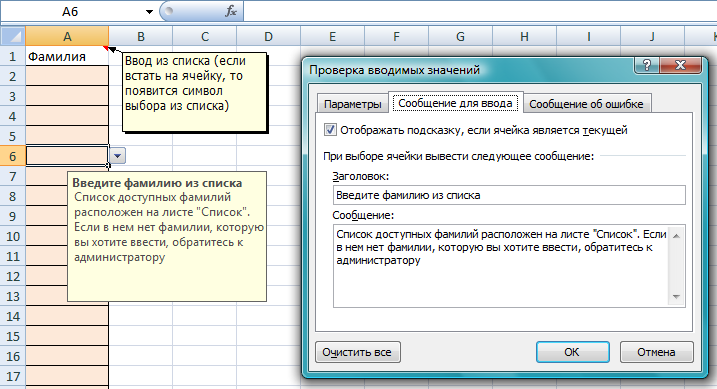 A6
fx
A B C D E F G H I J K
1 Фамилия
2
3
4
5
6
7
8
9
10
11
12
13
14
15
16
17
Ввод из списка (если
встать на ячейку, то
появится символ
выбора из списка)
Введите фамилию из списка
Список доступных фамилий
расположен на листе "Список".
Если в нем нет фамилии, которую
вы хотите ввести, обратитесь к
администратору
Проверка вводимых значений
Параметры Сообщение для ввода Сообщение об ошибке
Отображать подсказку, если ячейка является текущей
При выборе ячейки вывести следующее сообщение:
Заголовок:
Введите фамилию из списка
Сообщение:
Список доступных фамилий расположен на листе "Список". Если
в нем нет фамилии, которую вы хотите ввести, обратитесь к
администратору
Очистить все ОК Отмена